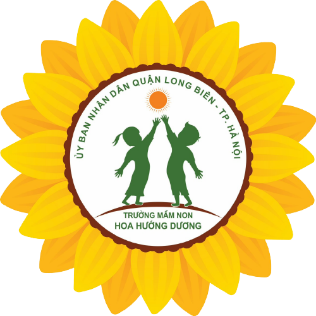 ỦY BAN NHÂN DÂN QUẬN LONG BIÊN - TP. HÀ NỘI
TRƯỜNG MẦM NON
HOA HƯỚNG DƯƠNG